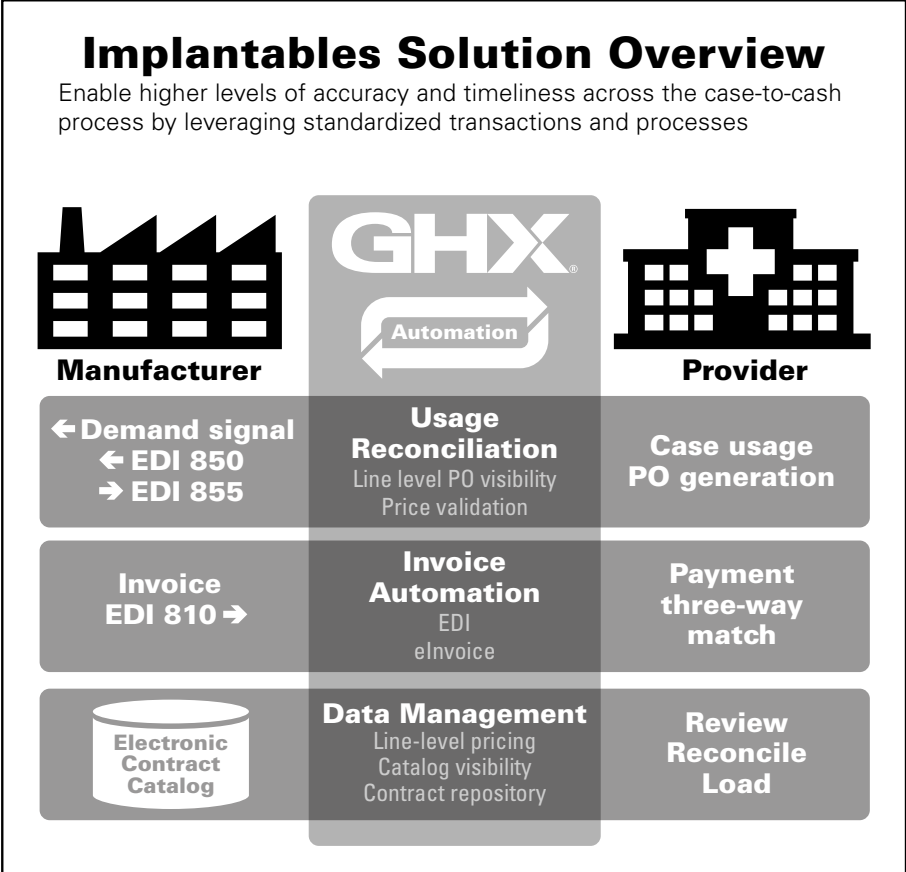 Implantables Solution Overview
Enable higher levels of accuracy and timeliness across the case-to-cash
process by leveraging standardized transactions and processes
GHX®
Automation
Manufacturer
Provider
← Demand signal
← EDI 850
→ EDI 855
Usage
Reconciliation
Line level PO visibility
Price validation
Case usage
PO generation
Invoice
EDI 810 →
Invoice
Automation
EDI
eInvoice
Payment
three-way
match
Electronic
Contract
Catalog
Data Management
Line-level pricing
Catalog visibility
Contract repository
Review
Reconcile
Load